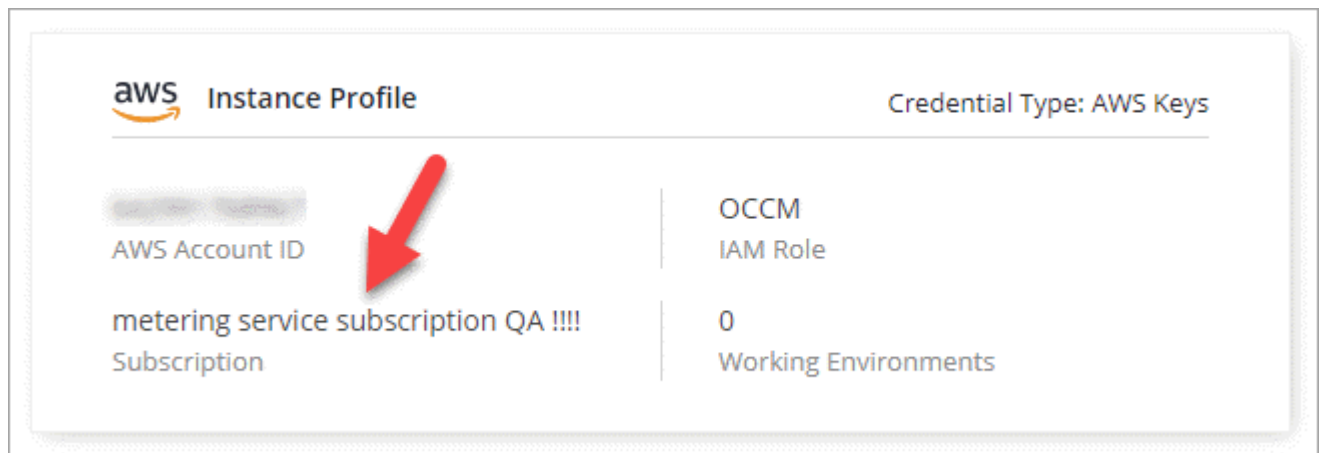 aws Instance Profile
Credential Type: AWS Keys
AWS Account ID
OCCM
IAM Role
metering service subscription QA !!!!
Subscription
0
Working Environments